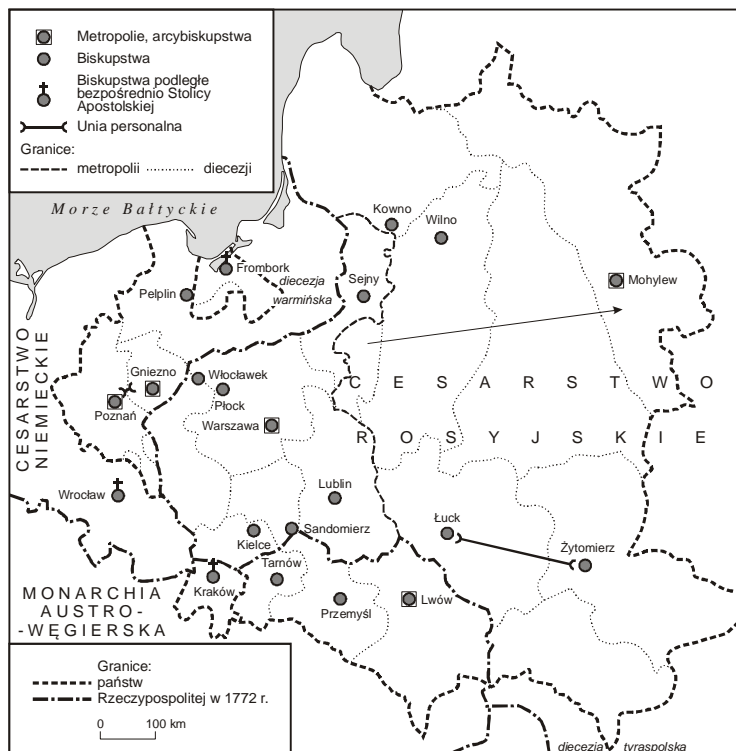 Metropolie, arcybiskupstwa
Biskupstwa
Biskupstwa podległe
bezpośrednio Stolicy
Apostolskiej
Unia personalna
Granice:
metropolii
diecezji
Morze Bałtyckie
Kowno
Wilno
Frombork
diecezja
warmińska
Sejny
Mohylew
Pelplin
CESARSTWO
NIEMIECKIE
Gniezno
Włocławek
Poznań
Płock
Warszawa
CESARSTWO
ROSYJSKIE
Wrocław
Lublin
Łuck
Sandomierz
Kielce
Żytomierz
Tarnów
Kraków
Przemyśl
Lwów
MONARCHIA
AUSTRO-
-WĘGIERSKA
Granice:
państw
Rzeczypospolitej w 1772 r.
0 100 km
diecezja tyraspolska